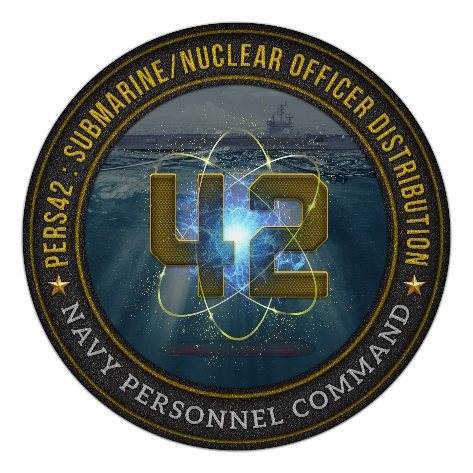 PERS42 : SUBMARINE/NUCLEAR OFFICER DISTRIBUTION
42
NAVY PERSONNEL COMMAND